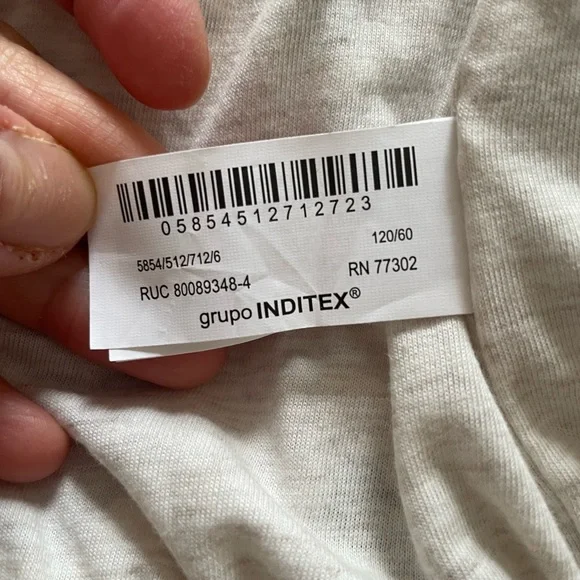 05854512712723
5854/512/712/6
120/60
RUC 80089348-4
RN 77302
grupo INDITEX®